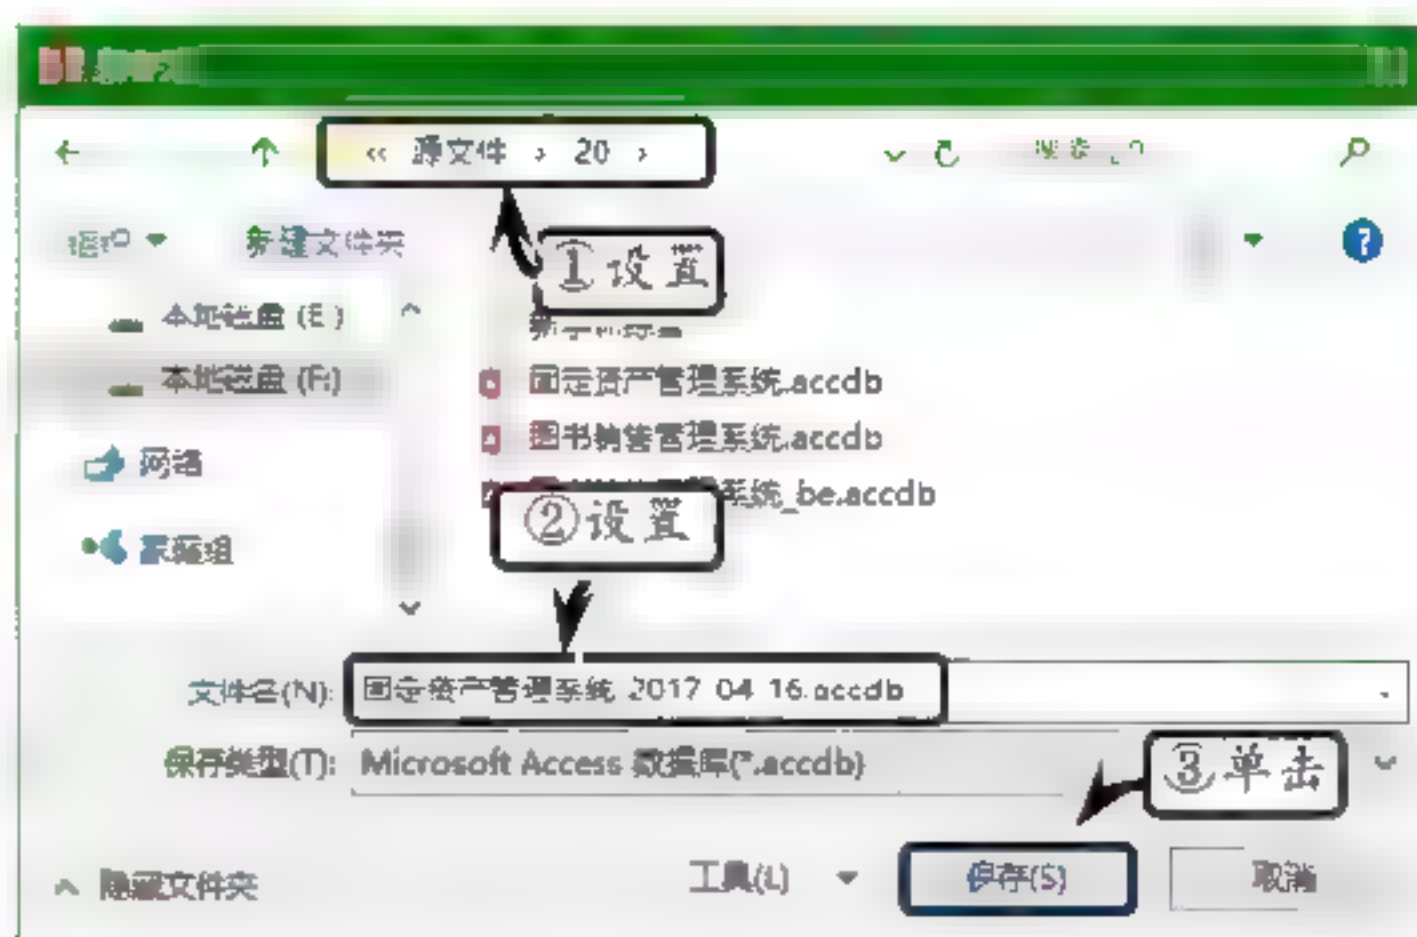 « 源文件 › 20 ›
①设置
新建文件夹
本地磁盘 (E:)
本地磁盘 (F:)
固定资产管理系统.accdb
图书销售管理系统.accdb
系统_be.accdb
网络
②设置
家庭组
文件名(N): 固定资产管理系统_2017_04_16.accdb
保存类型(T): Microsoft Access 数据库(*.accdb)
③单击
隐藏文件夹
工具(L)
保存(S)
取消